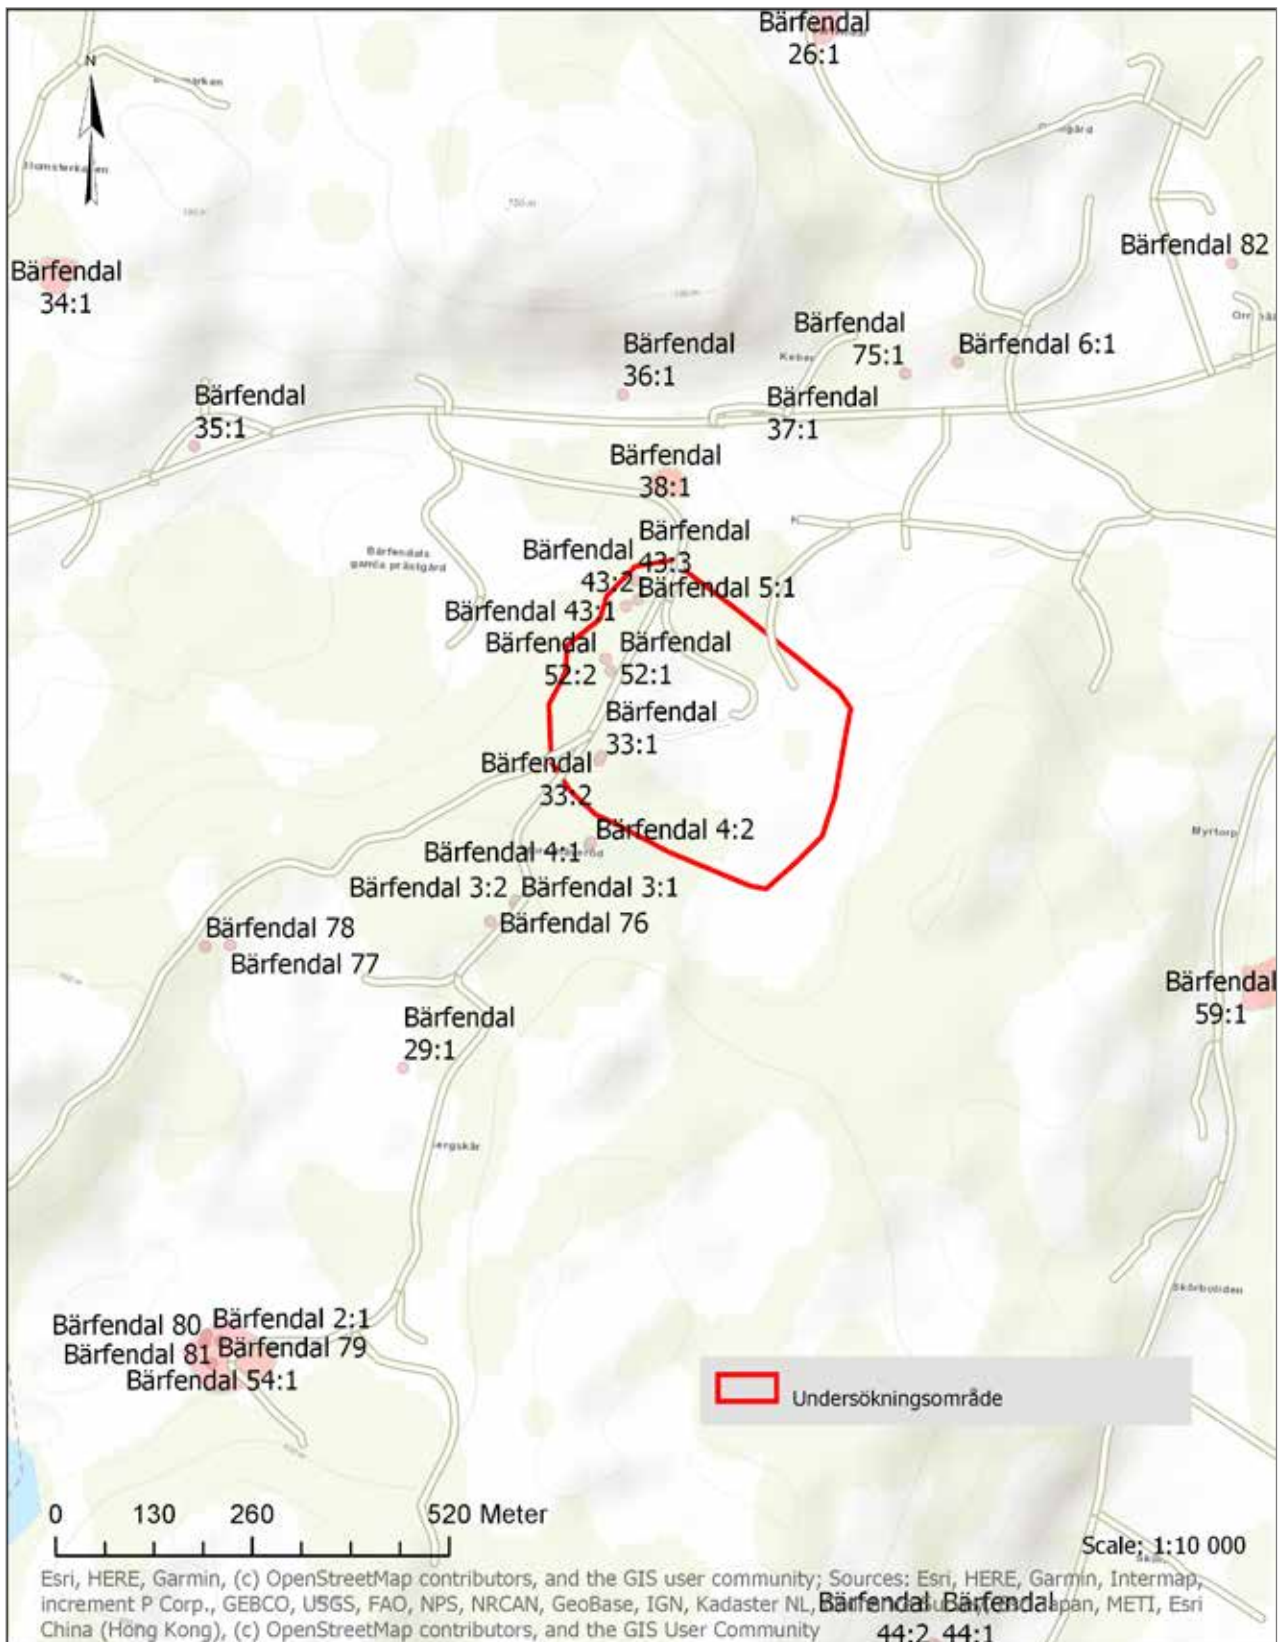 Bärfendal
26:1
N
Bärfendal 82
Bärfendal
34:1
Bärfendal
75:1
Bärfendal 6:1
Bärfendal
36:1
Bärfendal
35:1
Bärfendal
37:1
Bärfendal
38:1
Bärfendals
gamla prästgård
Bärfendal
43:3
Bärfendal
43:2
Bärfendal 5:1
Bärfendal 43:1
Bärfendal
52:2
Bärfendal
52:1
Bärfendal
33:1
Bärfendal
33:2
Bärfendal 4:2
Myrtorp
Bärfendal 4:1
Bärfendal 3:2
Bärfendal 3:1
Bärfendal 76
Bärfendal 78
Bärfendal 77
Bärfendal
59:1
Bärfendal
29:1
Bärfendal 80
Bärfendal 2:1
Bärfendal 81
Bärfendal 79
Bärfendal 54:1
Undersökningsområde
0 130 260 520 Meter
Scale; 1:10 000
Esri, HERE, Garmin, (c) OpenStreetMap contributors, and the GIS user community; Sources: Esri, HERE, Garmin, Intermap,
increment P Corp., GEBCO, USGS, FAO, NPS, NRCAN, GeoBase, IGN, Kadaster NL, Japan, METI, Esri
China (Hong Kong), (c) OpenStreetMap contributors, and the GIS User Community
Bärfendal
44:2
Bärfendal
44:1